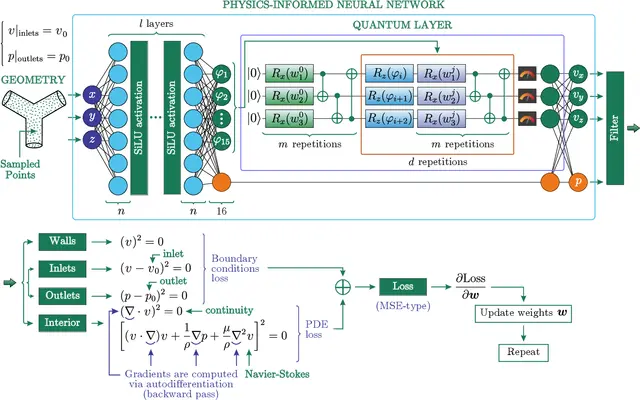 PHYSICS-INFORMED NEURAL NETWORK
v|inlets = v0
p|outlets = p0
l layers
QUANTUM LAYER
GEOMETRY
Sampled
Points
x
y
z
SiLU activation
SiLU activation
n
n
16
φ1
φ2
⋮
φ15
|0⟩ Rx(w1^0) Rz(φi) Rx(w1^j)
|0⟩ Rx(w2^0) Rz(φi+1) Rx(w2^j)
|0⟩ Rx(w3^0) Rz(φi+2) Rx(w3^j)
m repetitions
m repetitions
d repetitions
vx
vy
vz
p
Filter
Walls (v)² = 0
inlet
Inlets (v − v0)² = 0
outlet
Outlets (p − p0)² = 0
Boundary
conditions
loss
Interior (∇ · v)² = 0 continuity
[(v · ∇)v + 1/ρ ∇p + μ/ρ ∇²v]² = 0
PDE
loss
Gradients are computed
via autodifferentiation
(backward pass)
Navier-Stokes
⊕
Loss
(MSE-type)
∂Loss
∂w
Update weights w
Repeat